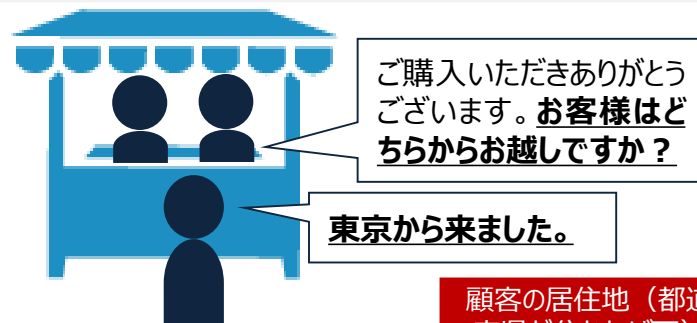 ご購入いただきありがとう
ございます。お客様はど
ちらからお越しですか？
東京から来ました。
顧客の居住地（都道